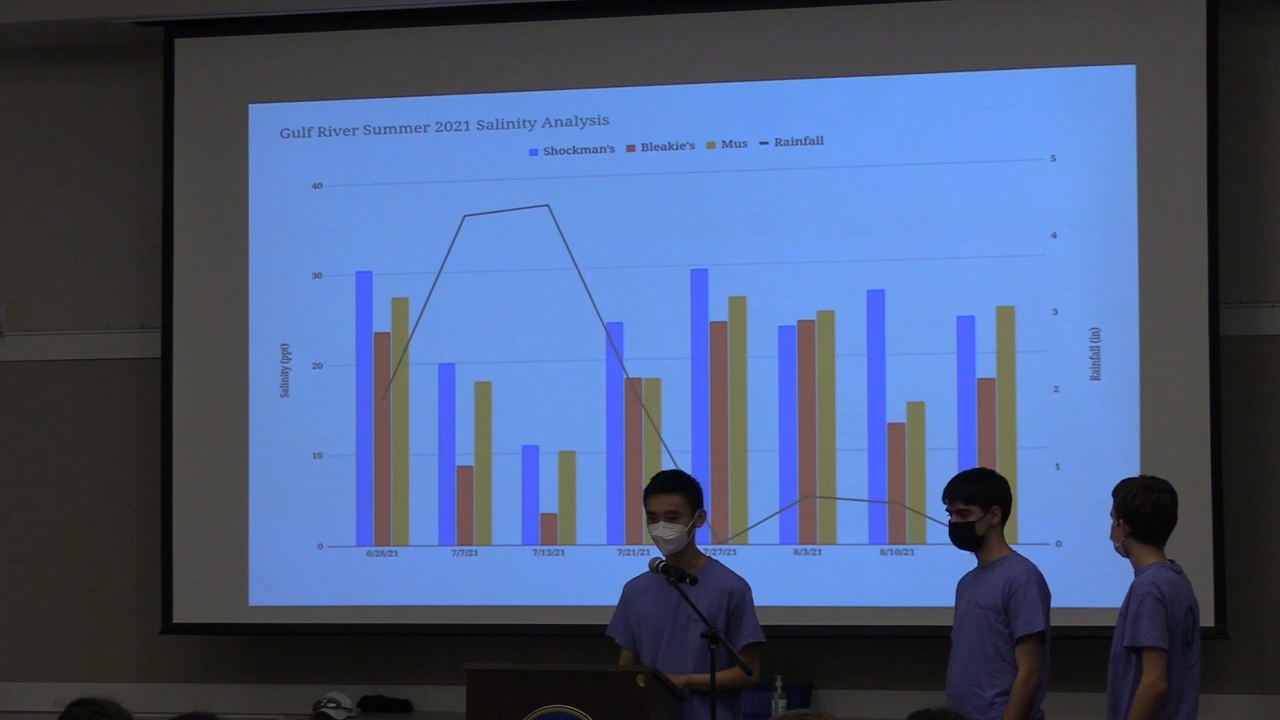 Gulf River Summer 2021 Salinity Analysis
Shockman's Bleakie's Mus Rainfall
40 5
4
30
3
Salinity (ppt) Rainfall (in)
20
2
10 1
0 0
6/28/21 7/7/21 7/13/21 7/21/21 7/27/21 8/3/21 8/10/21